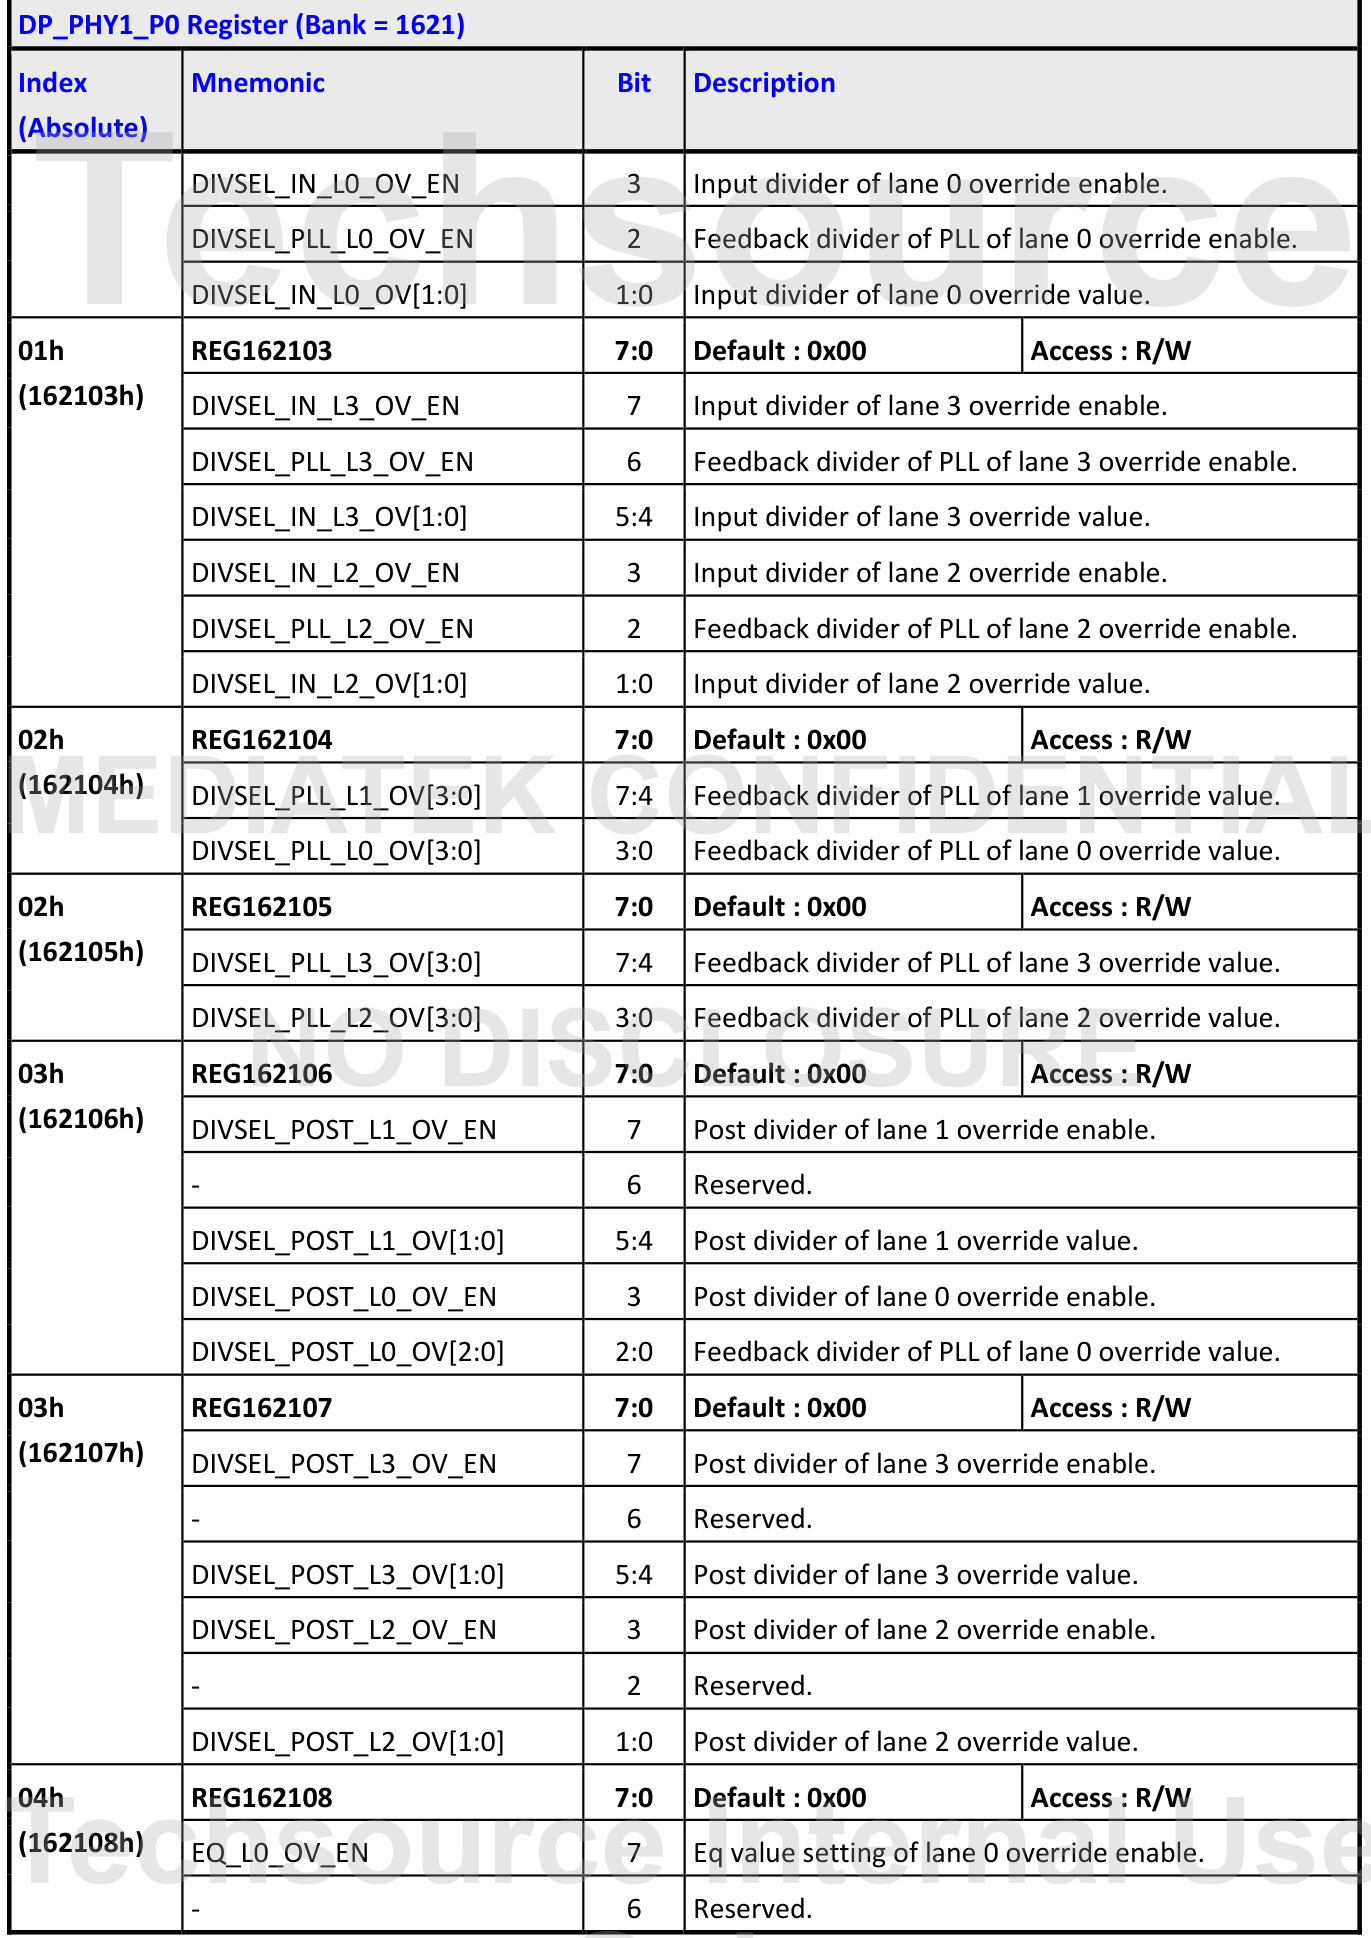 DP_PHY1_P0 Register (Bank = 1621)
Index (Absolute) Mnemonic Bit Description
DIVSEL_IN_L0_OV_EN 3 Input divider of lane 0 override enable.
DIVSEL_PLL_L0_OV_EN 2 Feedback divider of PLL of lane 0 override enable.
DIVSEL_IN_L0_OV[1:0] 1:0 Input divider of lane 0 override value.
Techsource
01h (162103h) REG162103 7:0 Default : 0x00 Access : R/W
DIVSEL_IN_L3_OV_EN 7 Input divider of lane 3 override enable.
DIVSEL_PLL_L3_OV_EN 6 Feedback divider of PLL of lane 3 override enable.
DIVSEL_IN_L3_OV[1:0] 5:4 Input divider of lane 3 override value.
DIVSEL_IN_L2_OV_EN 3 Input divider of lane 2 override enable.
DIVSEL_PLL_L2_OV_EN 2 Feedback divider of PLL of lane 2 override enable.
DIVSEL_IN_L2_OV[1:0] 1:0 Input divider of lane 2 override value.
02h (162104h) REG162104 7:0 Default : 0x00 Access : R/W
DIVSEL_PLL_L1_OV[3:0] 7:4 Feedback divider of PLL of lane 1 override value.
MEDIATEK CONFIDENTIAL
DIVSEL_PLL_L0_OV[3:0] 3:0 Feedback divider of PLL of lane 0 override value.
02h (162105h) REG162105 7:0 Default : 0x00 Access : R/W
DIVSEL_PLL_L3_OV[3:0] 7:4 Feedback divider of PLL of lane 3 override value.
DIVSEL_PLL_L2_OV[3:0] 3:0 Feedback divider of PLL of lane 2 override value.
NO DISCLOSURE
03h (162106h) REG162106 7:0 Default : 0x00 Access : R/W
DIVSEL_POST_L1_OV_EN 7 Post divider of lane 1 override enable.
- 6 Reserved.
DIVSEL_POST_L1_OV[1:0] 5:4 Post divider of lane 1 override value.
DIVSEL_POST_L0_OV_EN 3 Post divider of lane 0 override enable.
DIVSEL_POST_L0_OV[2:0] 2:0 Feedback divider of PLL of lane 0 override value.
03h (162107h) REG162107 7:0 Default : 0x00 Access : R/W
DIVSEL_POST_L3_OV_EN 7 Post divider of lane 3 override enable.
- 6 Reserved.
DIVSEL_POST_L3_OV[1:0] 5:4 Post divider of lane 3 override value.
DIVSEL_POST_L2_OV_EN 3 Post divider of lane 2 override enable.
- 2 Reserved.
DIVSEL_POST_L2_OV[1:0] 1:0 Post divider of lane 2 override value.
04h (162108h) REG162108 7:0 Default : 0x00 Access : R/W
Techsource Internal Use
EQ_L0_OV_EN 7 Eq value setting of lane 0 override enable.
- 6 Reserved.